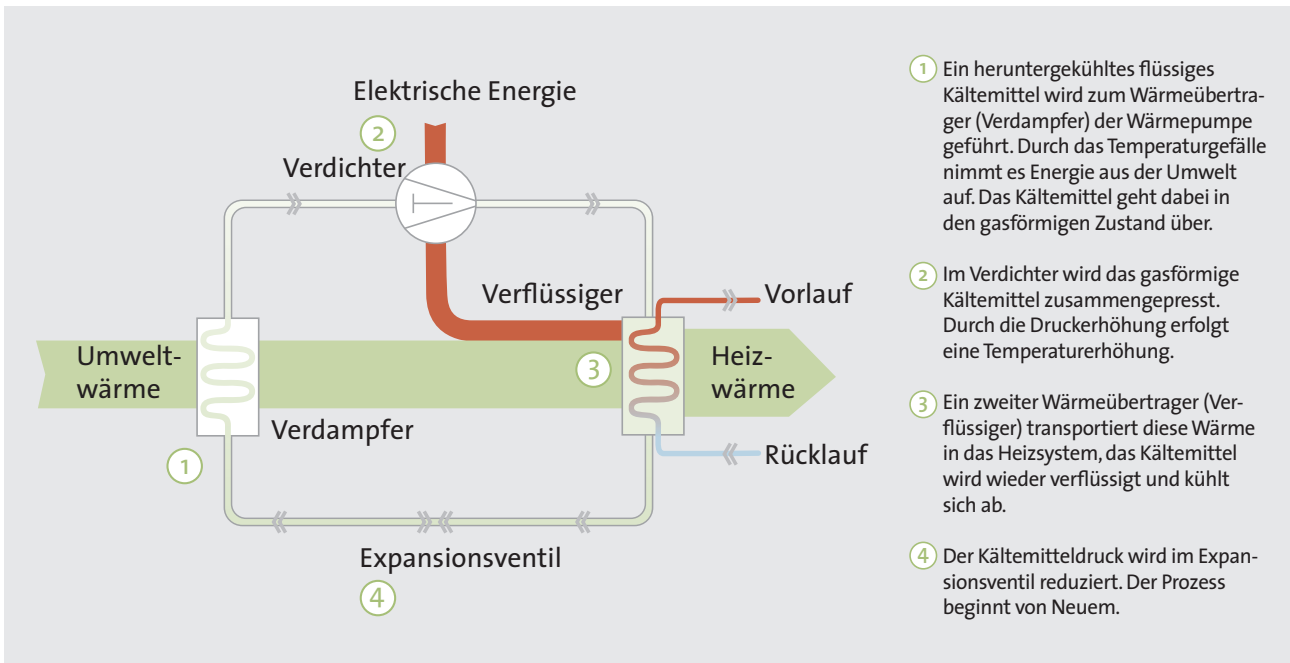 Elektrische Energie
2
Verdichter
Verflüssiger
Vorlauf
Umwelt-
wärme
3
Heiz-
wärme
Verdampfer
1
Rücklauf
Expansionsventil
4
1 Ein heruntergekühltes flüssiges
Kältemittel wird zum Wärmeübertra-
ger (Verdampfer) der Wärmepumpe
geführt. Durch das Temperaturgefälle
nimmt es Energie aus der Umwelt
auf. Das Kältemittel geht dabei in
den gasförmigen Zustand über.
2 Im Verdichter wird das gasförmige
Kältemittel zusammengepresst.
Durch die Druckerhöhung erfolgt
eine Temperaturerhöhung.
3 Ein zweiter Wärmeübertrager (Ver-
flüssiger) transportiert diese Wärme
in das Heizsystem, das Kältemittel
wird wieder verflüssigt und kühlt
sich ab.
4 Der Kältemitteldruck wird im Expan-
sionsventil reduziert. Der Prozess
beginnt von Neuem.